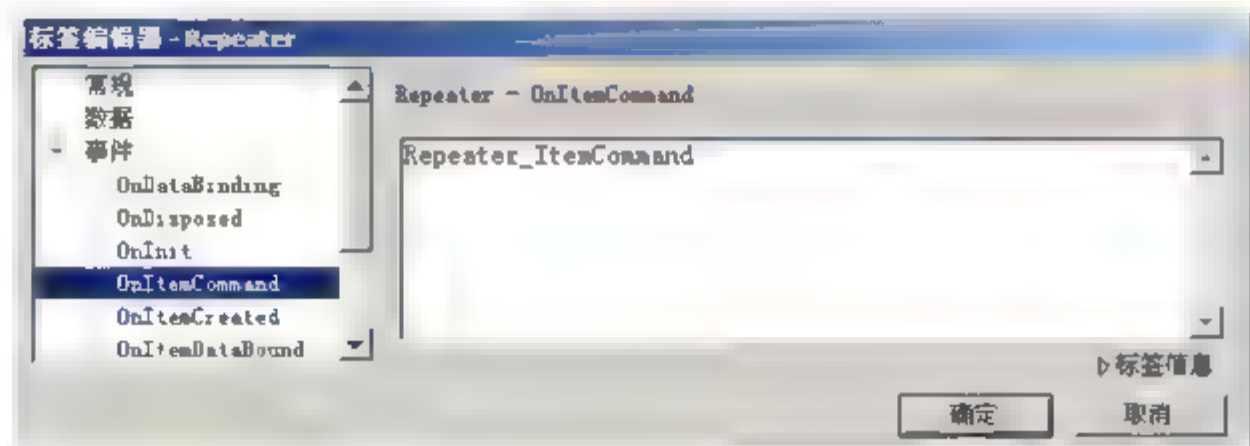 标签编辑器 - Repeater
常规
数据
- 事件
OnDataBinding
OnDisposed
OnInit
OnItemCommand
OnItemCreated
OnItemDataBound
Repeater - OnItemCommand
Repeater_ItemCommand
标签信息
确定
取消